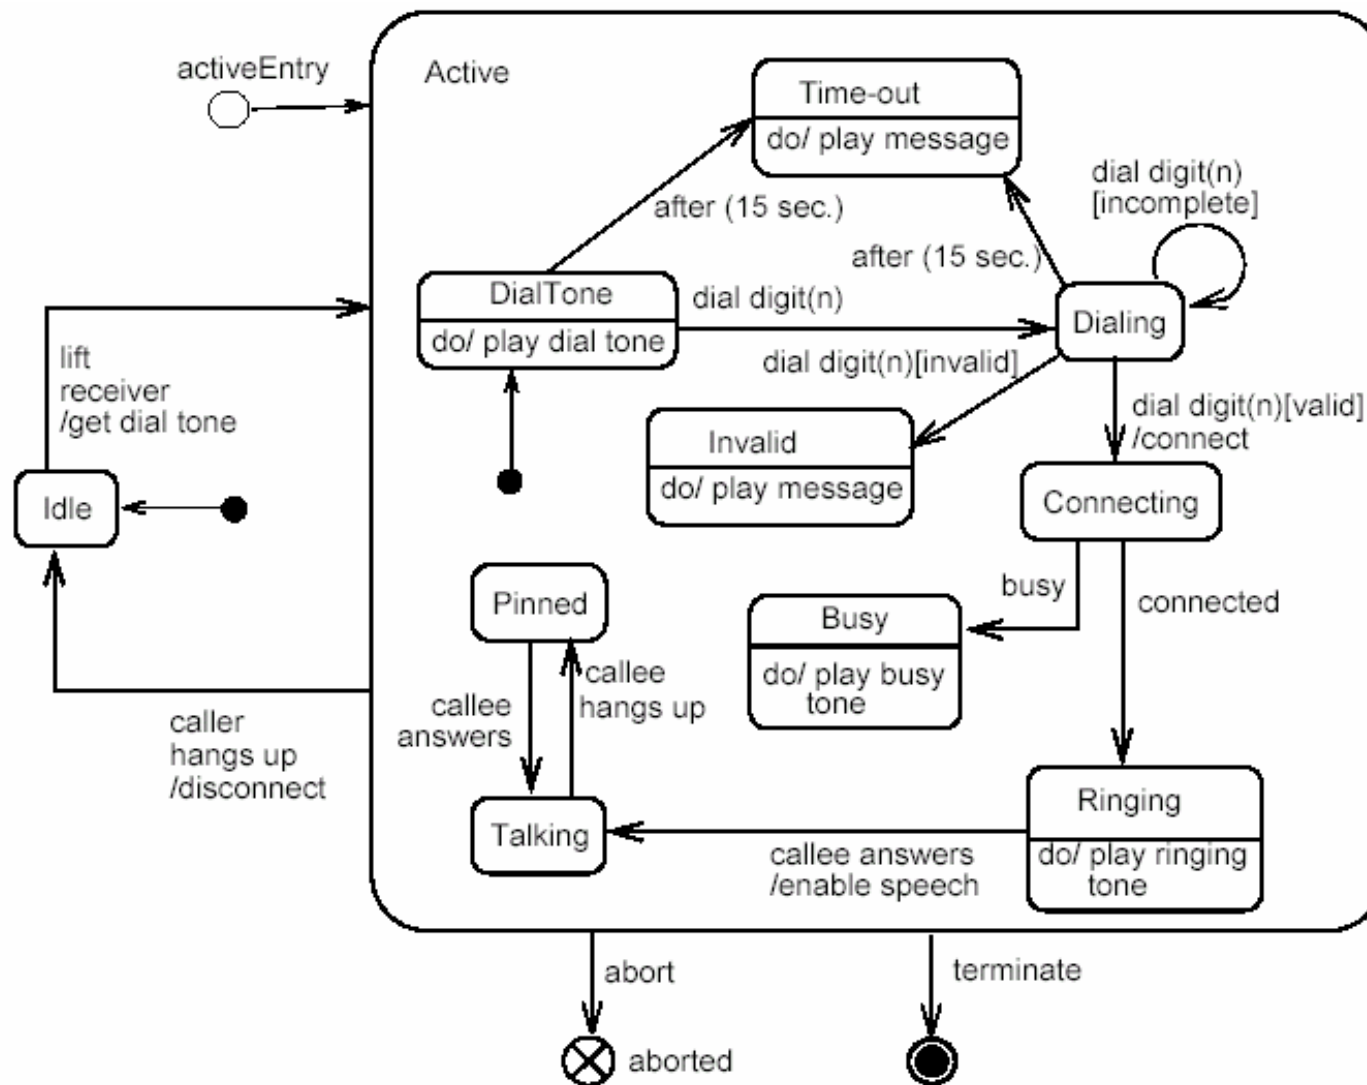 activeEntry
Active
Time-out
do/ play message
dial digit(n)
[incomplete]
after (15 sec.)
after (15 sec.)
DialTone
do/ play dial tone
dial digit(n)
Dialing
lift
receiver
/get dial tone
dial digit(n)[invalid]
dial digit(n)[valid]
/connect
Invalid
do/ play message
Idle
Connecting
Pinned
busy
connected
Busy
do/ play busy
tone
callee
hangs up
callee
answers
caller
hangs up
/disconnect
Talking
Ringing
do/ play ringing
tone
callee answers
/enable speech
abort
terminate
aborted